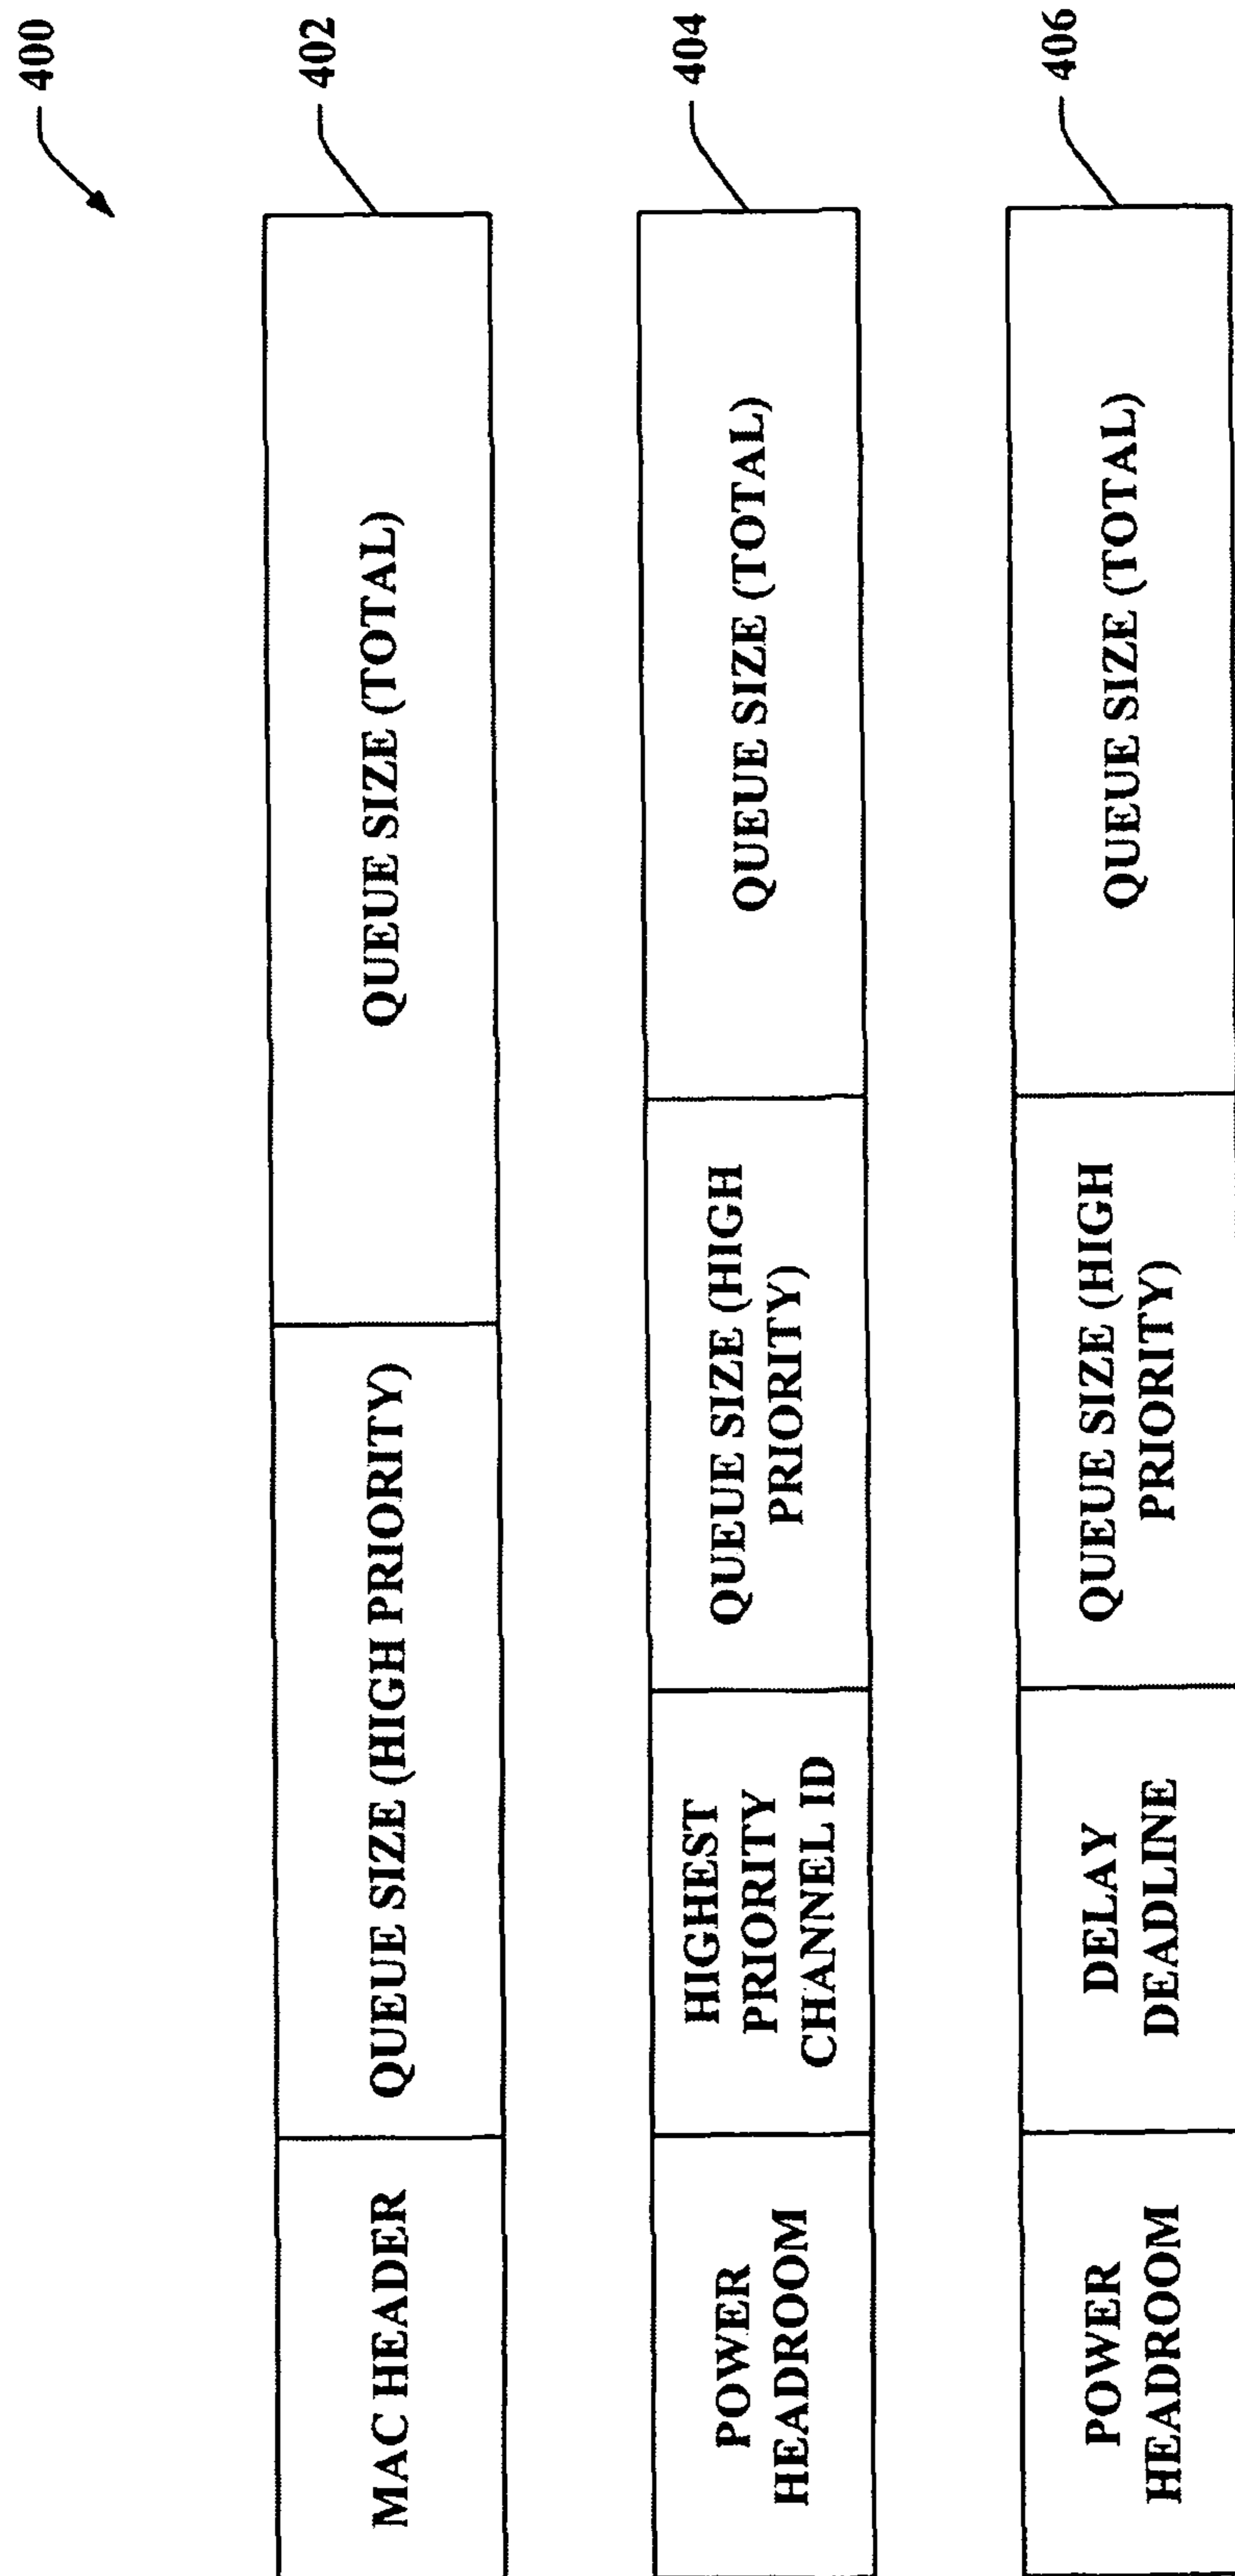 400
402
MAC HEADER
QUEUE SIZE (HIGH PRIORITY)
QUEUE SIZE (TOTAL)
404
POWER
HEADROOM
HIGHEST
PRIORITY
CHANNEL ID
QUEUE SIZE (HIGH
PRIORITY)
QUEUE SIZE (TOTAL)
406
POWER
HEADROOM
DELAY
DEADLINE
QUEUE SIZE (HIGH
PRIORITY)
QUEUE SIZE (TOTAL)